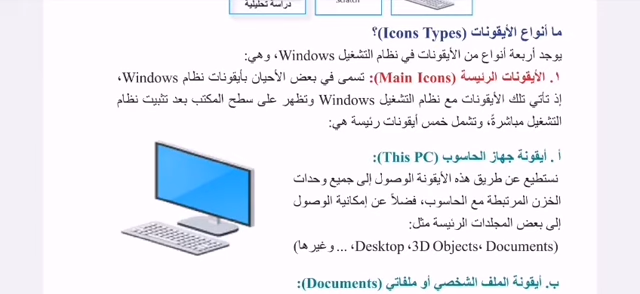 دراسة تحليلية
Scratch
ما أنواع الأيقونات (Icons Types)؟
يوجد أربعة أنواع من الأيقونات في نظام التشغيل Windows، وهي:
١. الأيقونات الرئيسة (Main Icons): تسمى في بعض الأحيان بأيقونات نظام Windows،
إذ تأتي تلك الأيقونات مع نظام التشغيل Windows وتظهر على سطح المكتب بعد تثبيت نظام
التشغيل مباشرةً، وتشمل خمس أيقونات رئيسة هي:
أ. أيقونة جهاز الحاسوب (This PC):
نستطيع عن طريق هذه الأيقونة الوصول إلى جميع وحدات
الخزن المرتبطة مع الحاسوب، فضلاً عن إمكانية الوصول
إلى بعض المجلدات الرئيسة مثل:
(Desktop ،3D Objects، Documents، ... وغيرها)
ب. أيقونة الملف الشخصي أو ملفاتي (Documents):